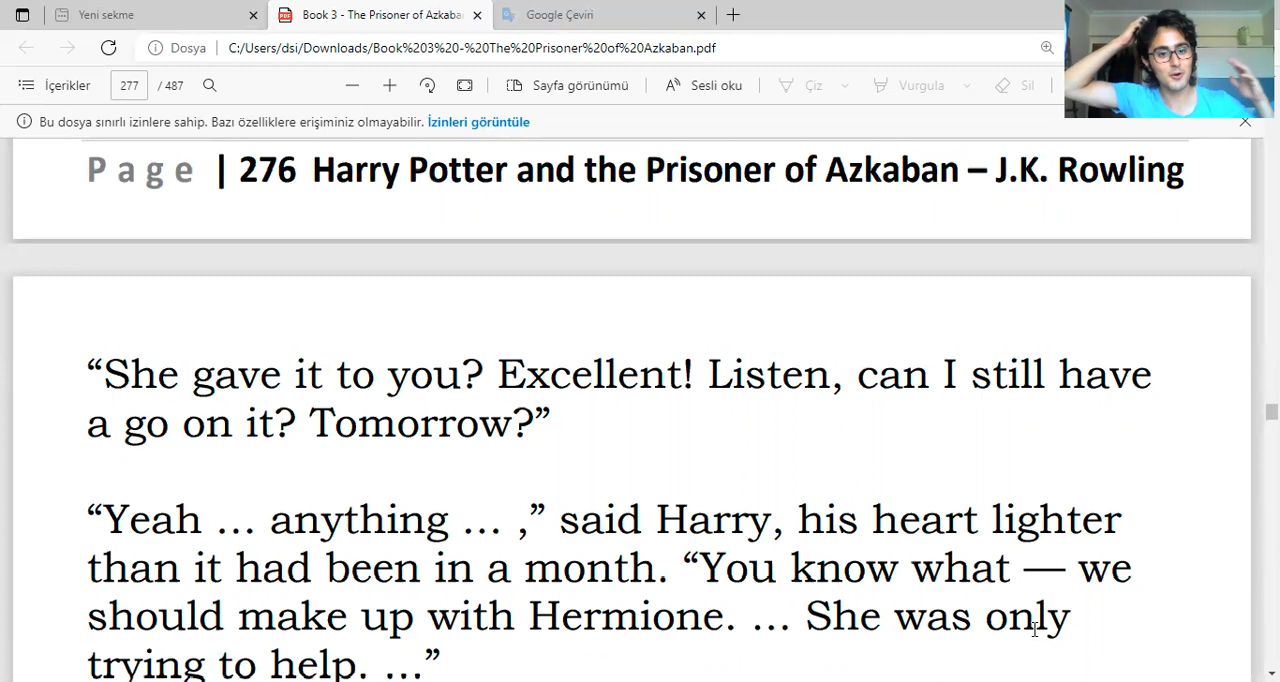 Yeni sekme
Book 3 - The Prisoner of Azkaba
Google Çeviri
Dosya
C:/Users/dsi/Downloads/Book%203%20-%20The%20Prisoner%20of%20Azkaban.pdf
İçerikler
277 / 487
Sayfa görünümü
Sesli oku
Çiz
Vurgula
Sil
Bu dosya sınırlı izinlere sahip. Bazı özelliklere erişiminiz olmayabilir. İzinleri görüntüle
Page | 276 Harry Potter and the Prisoner of Azkaban – J.K. Rowling
“She gave it to you? Excellent! Listen, can I still have
a go on it? Tomorrow?”
“Yeah … anything … ,” said Harry, his heart lighter
than it had been in a month. “You know what — we
should make up with Hermione. … She was only
trying to help. …”